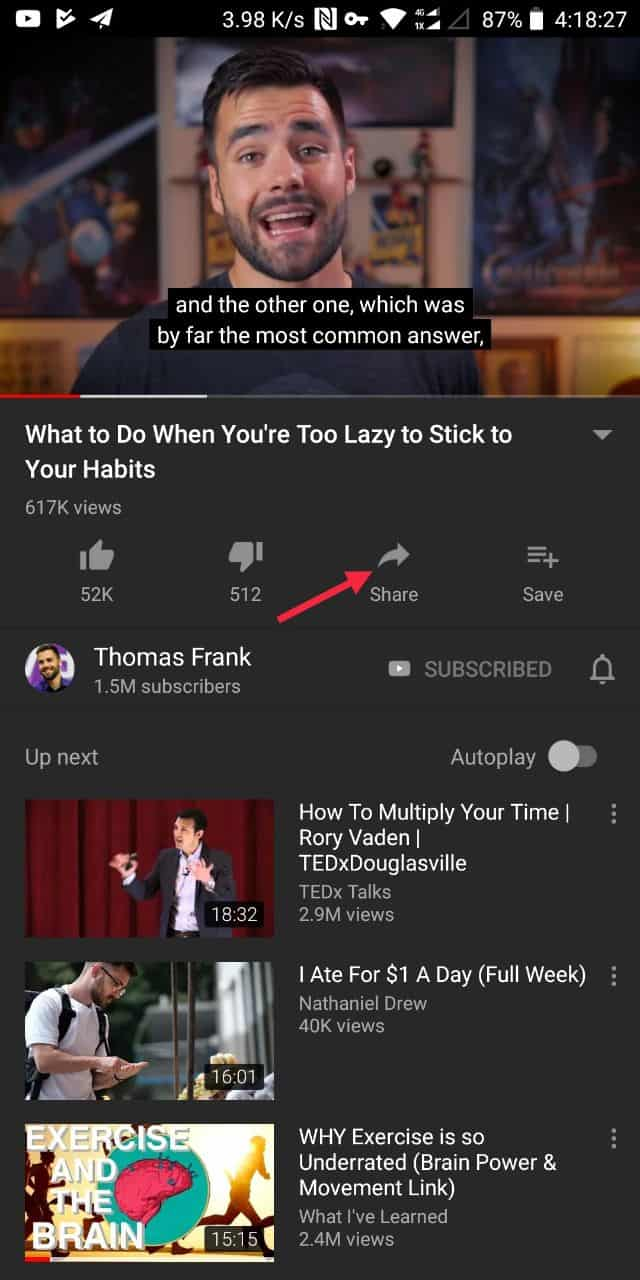 3.98 K/s 4G 1X 87% 4:18:27
and the other one, which was
by far the most common answer,
What to Do When You're Too Lazy to Stick to
Your Habits
617K views
52K
512
Share
Save
Thomas Frank
1.5M subscribers
SUBSCRIBED
Up next
Autoplay
18:32
How To Multiply Your Time |
Rory Vaden |
TEDxDouglasville
TEDx Talks
2.9M views
16:01
I Ate For $1 A Day (Full Week)
Nathaniel Drew
40K views
EXERCISE
AND
THE
BRAIN
15:15
WHY Exercise is so
Underrated (Brain Power &
Movement Link)
What I've Learned
2.4M views